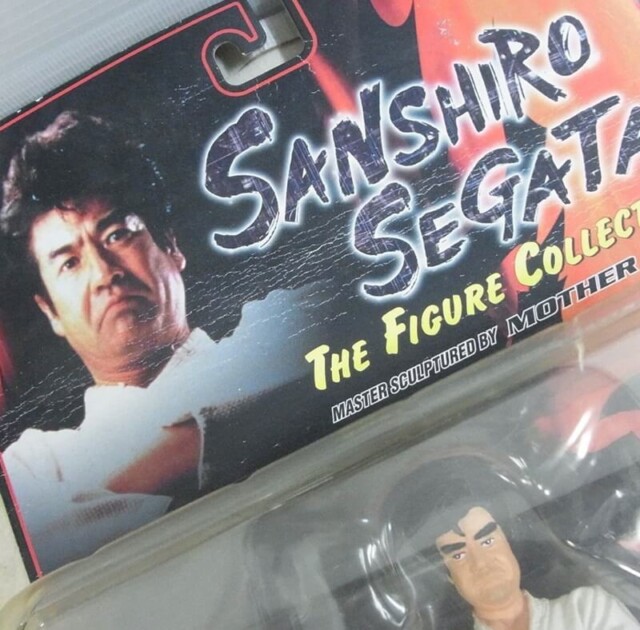 SANSHIRO
SEGATA
THE FIGURE COLLECT
MASTER SCULPTURED BY MOTHER